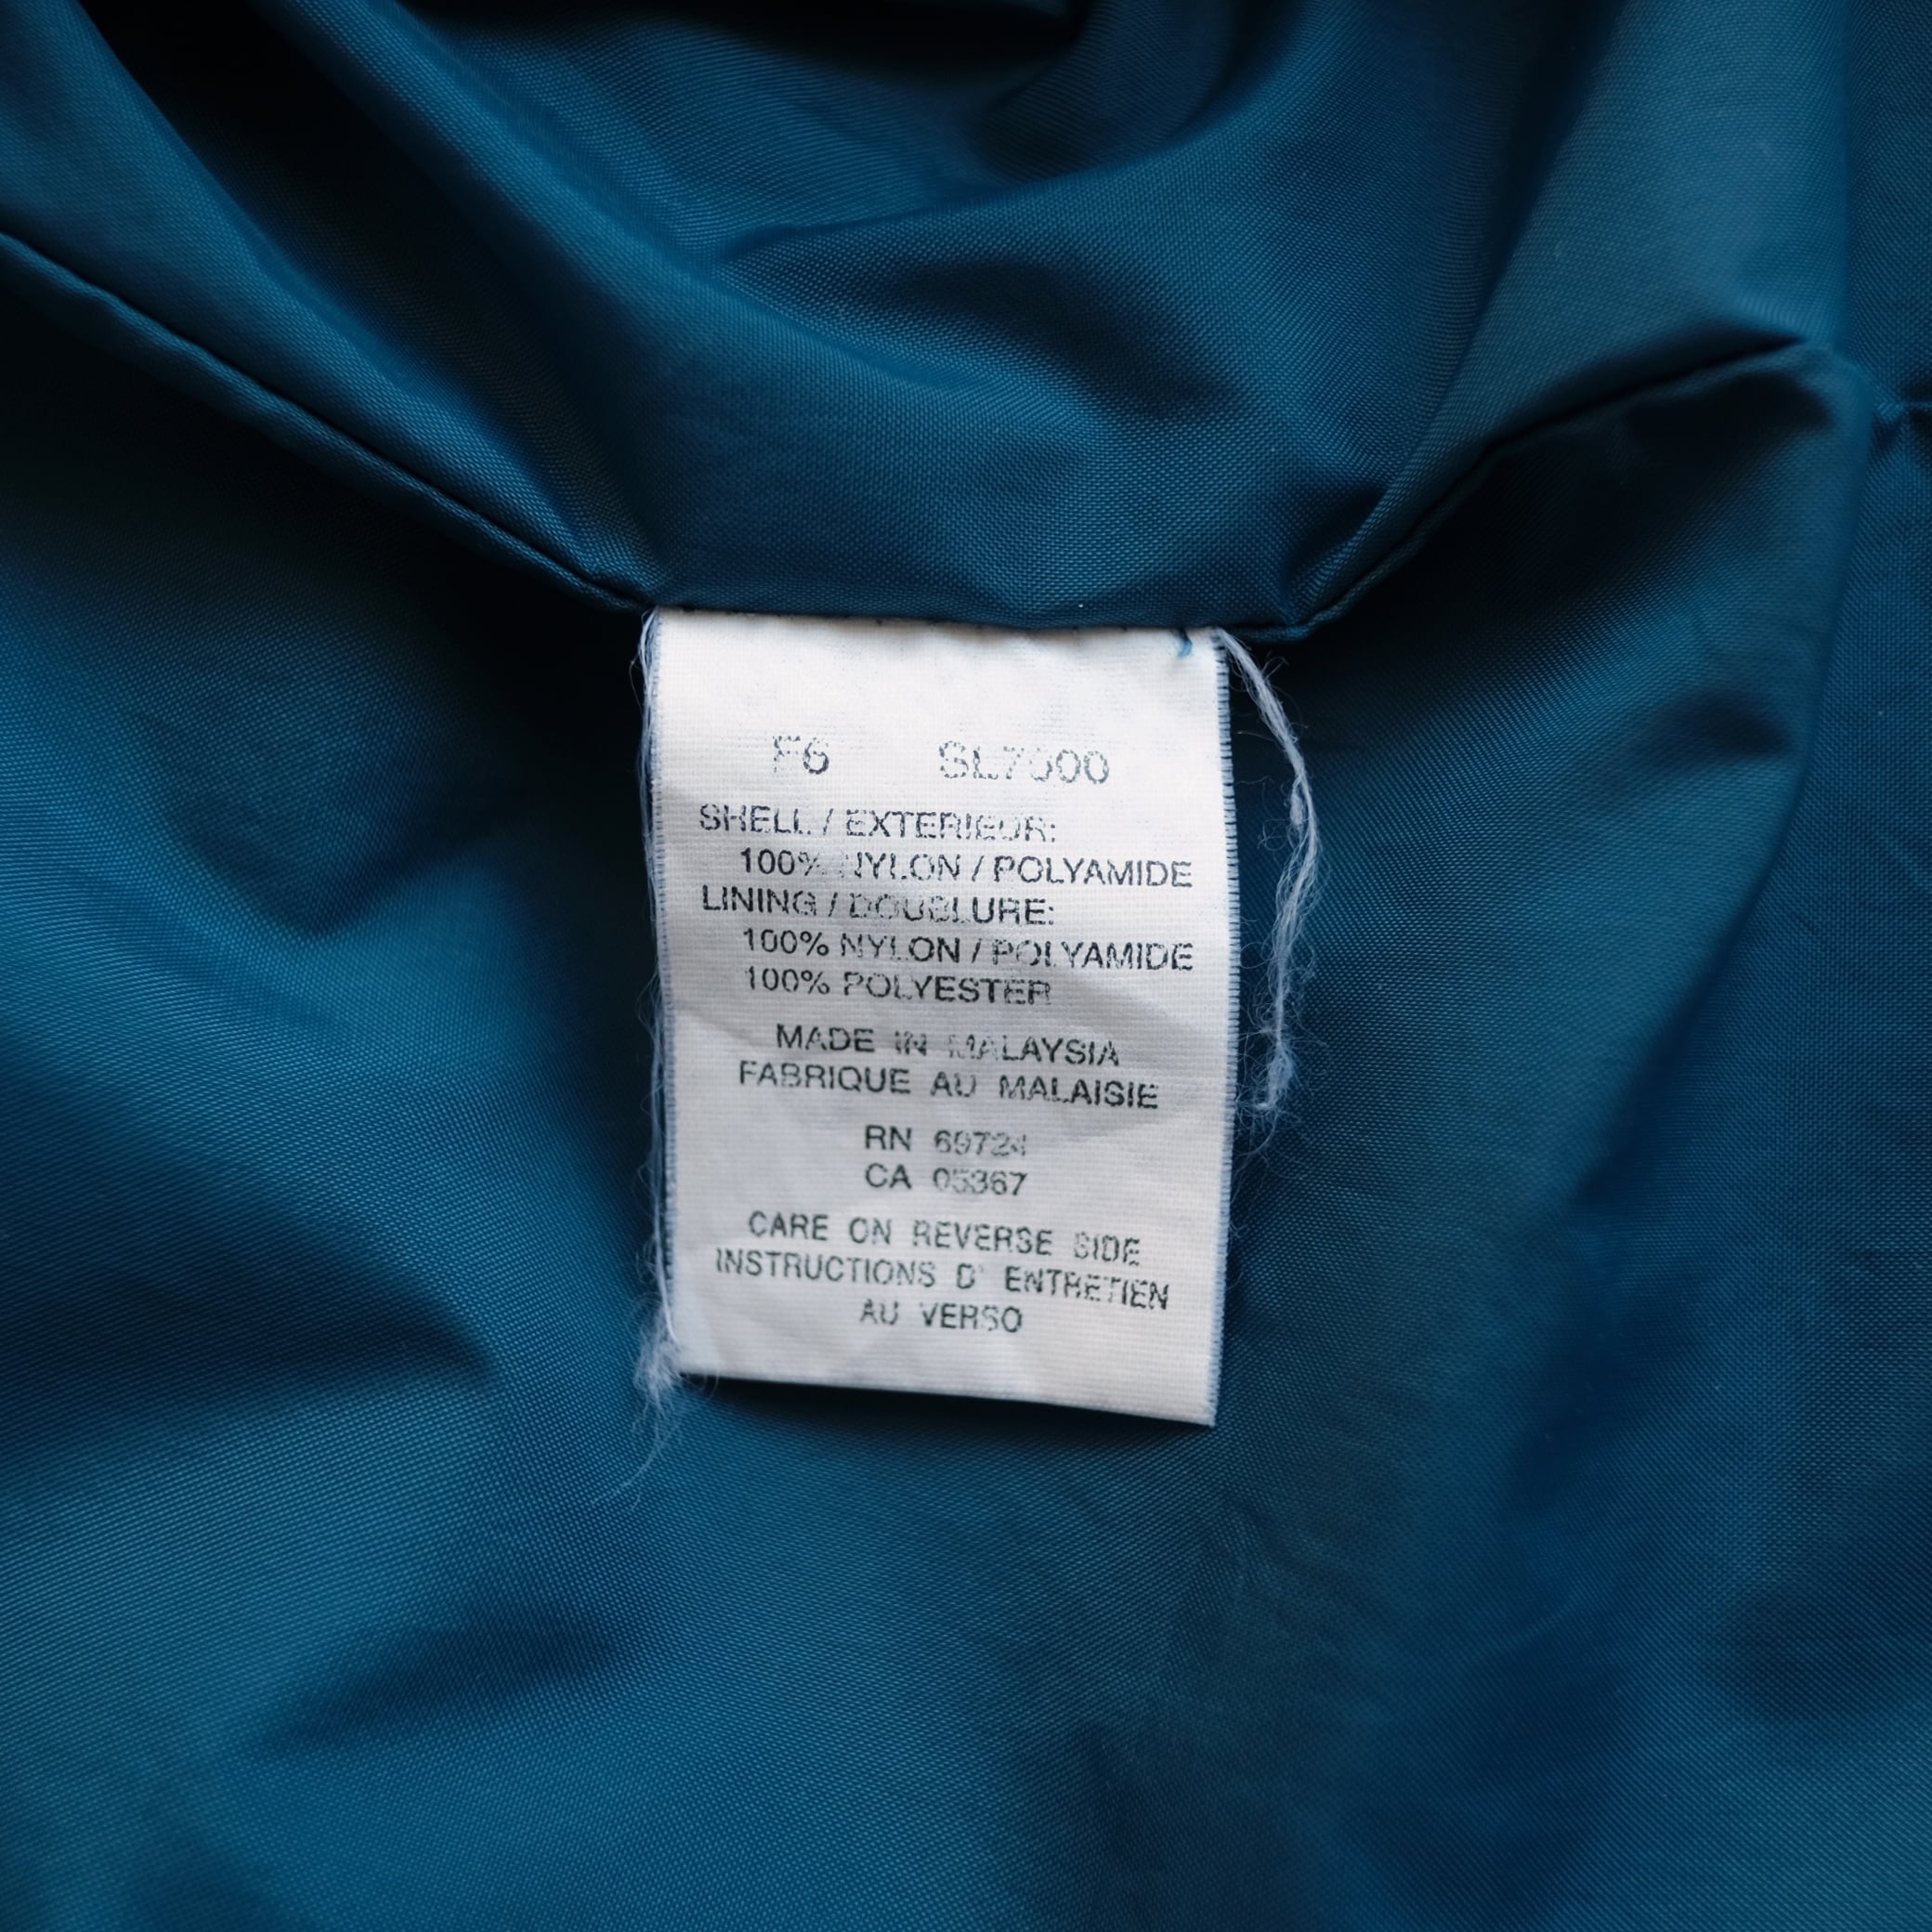 F6
SHELL / EXTERIEUR:
100% NYLON / POLYAMIDE
LINING / DOUBLURE:
100% NYLON / POLYAMIDE
100% POLYESTER
MADE IN MALAYSIA
FABRIQUE AU MALAISIE
RN 69724
CA 05367
CARE ON REVERSE SIDE
INSTRUCTIONS D' ENTRETIEN
AU VERSO